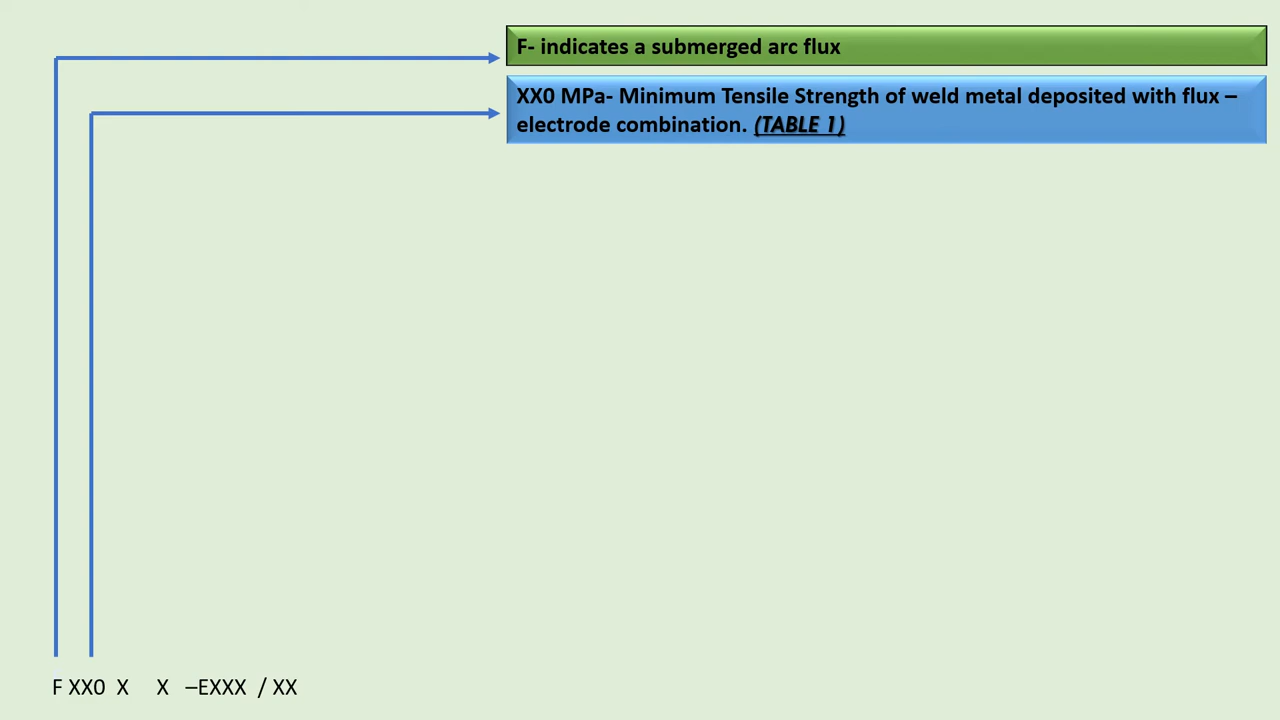 F- indicates a submerged arc flux
XX0 MPa- Minimum Tensile Strength of weld metal deposited with flux –
electrode combination. (TABLE 1)
F XX0 X X –EXXX / XX